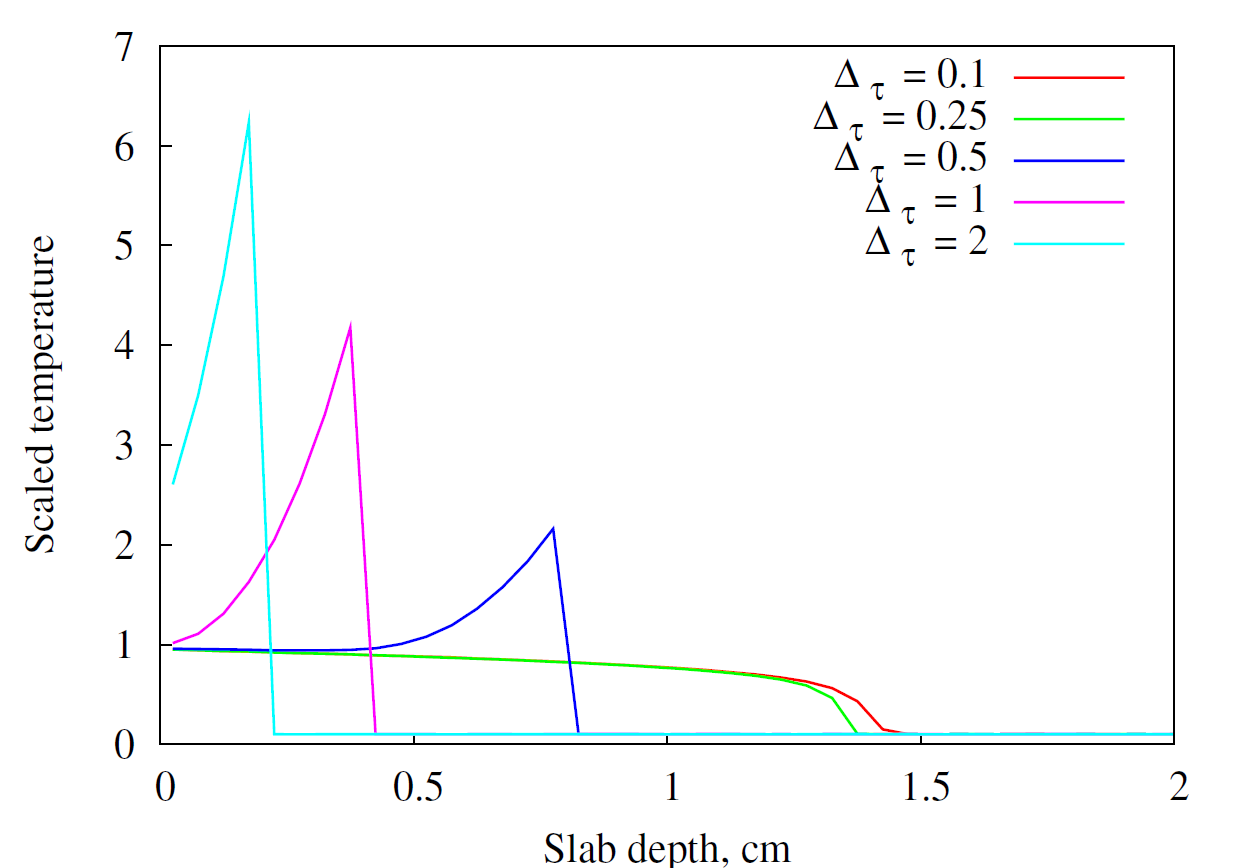 7
6
5
4
3
2
1
0
Scaled temperature
Δ τ = 0.1
Δ τ = 0.25
Δ τ = 0.5
Δ τ = 1
Δ τ = 2
0 0.5 1 1.5 2
Slab depth, cm